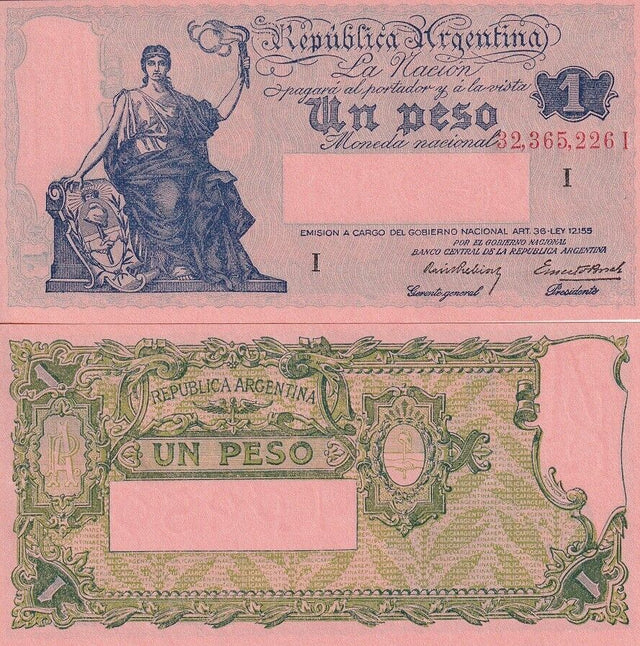 República Argentina
La Nación
pagará al portador y á la vista
1
Un peso
Moneda nacional
32,365,226 I
I
EMISION A CARGO DEL GOBIERNO NACIONAL ART. 36-LEY 12.155
POR EL GOBIERNO NACIONAL
BANCO CENTRAL DE LA REPUBLICA ARGENTINA
I
Gerente general
Presidente
1
REPUBLICA ARGENTINA
UN PESO
1
1